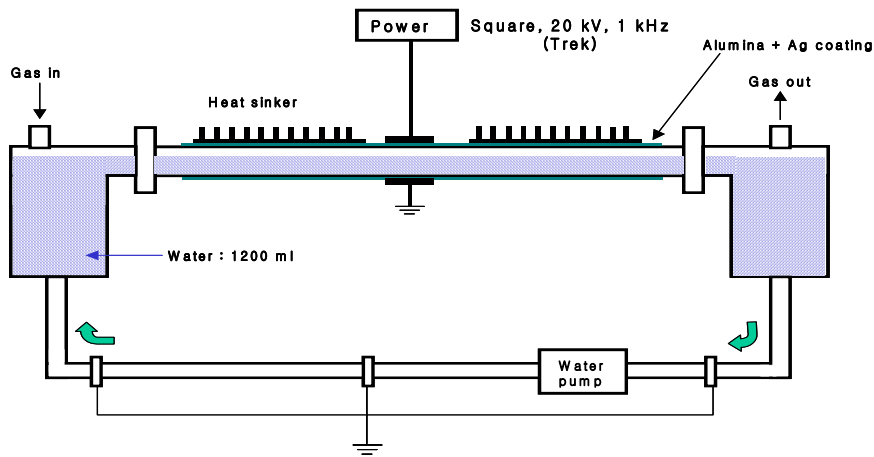 Power
Square, 20 kV, 1 kHz
(Trek)
Alumina + Ag coating
Gas in
Gas out
Heat sinker
Water : 1200 ml
Water
pump